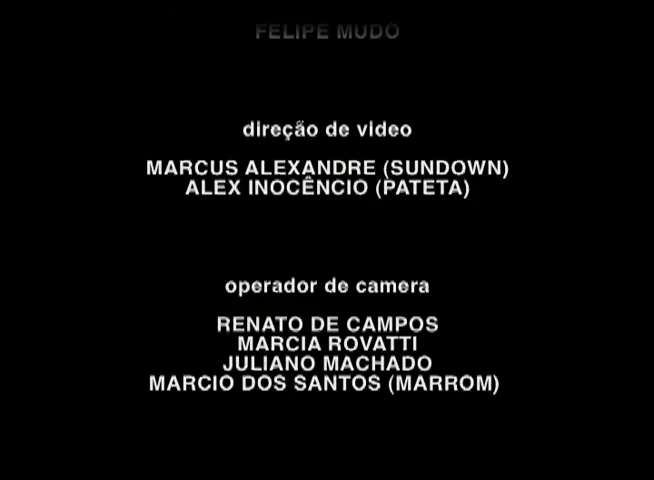 FELIPE MUDO
direção de video
MARCUS ALEXANDRE (SUNDOWN)
ALEX INOCÊNCIO (PATETA)
operador de camera
RENATO DE CAMPOS
MARCIA ROVATTI
JULIANO MACHADO
MARCIO DOS SANTOS (MARROM)